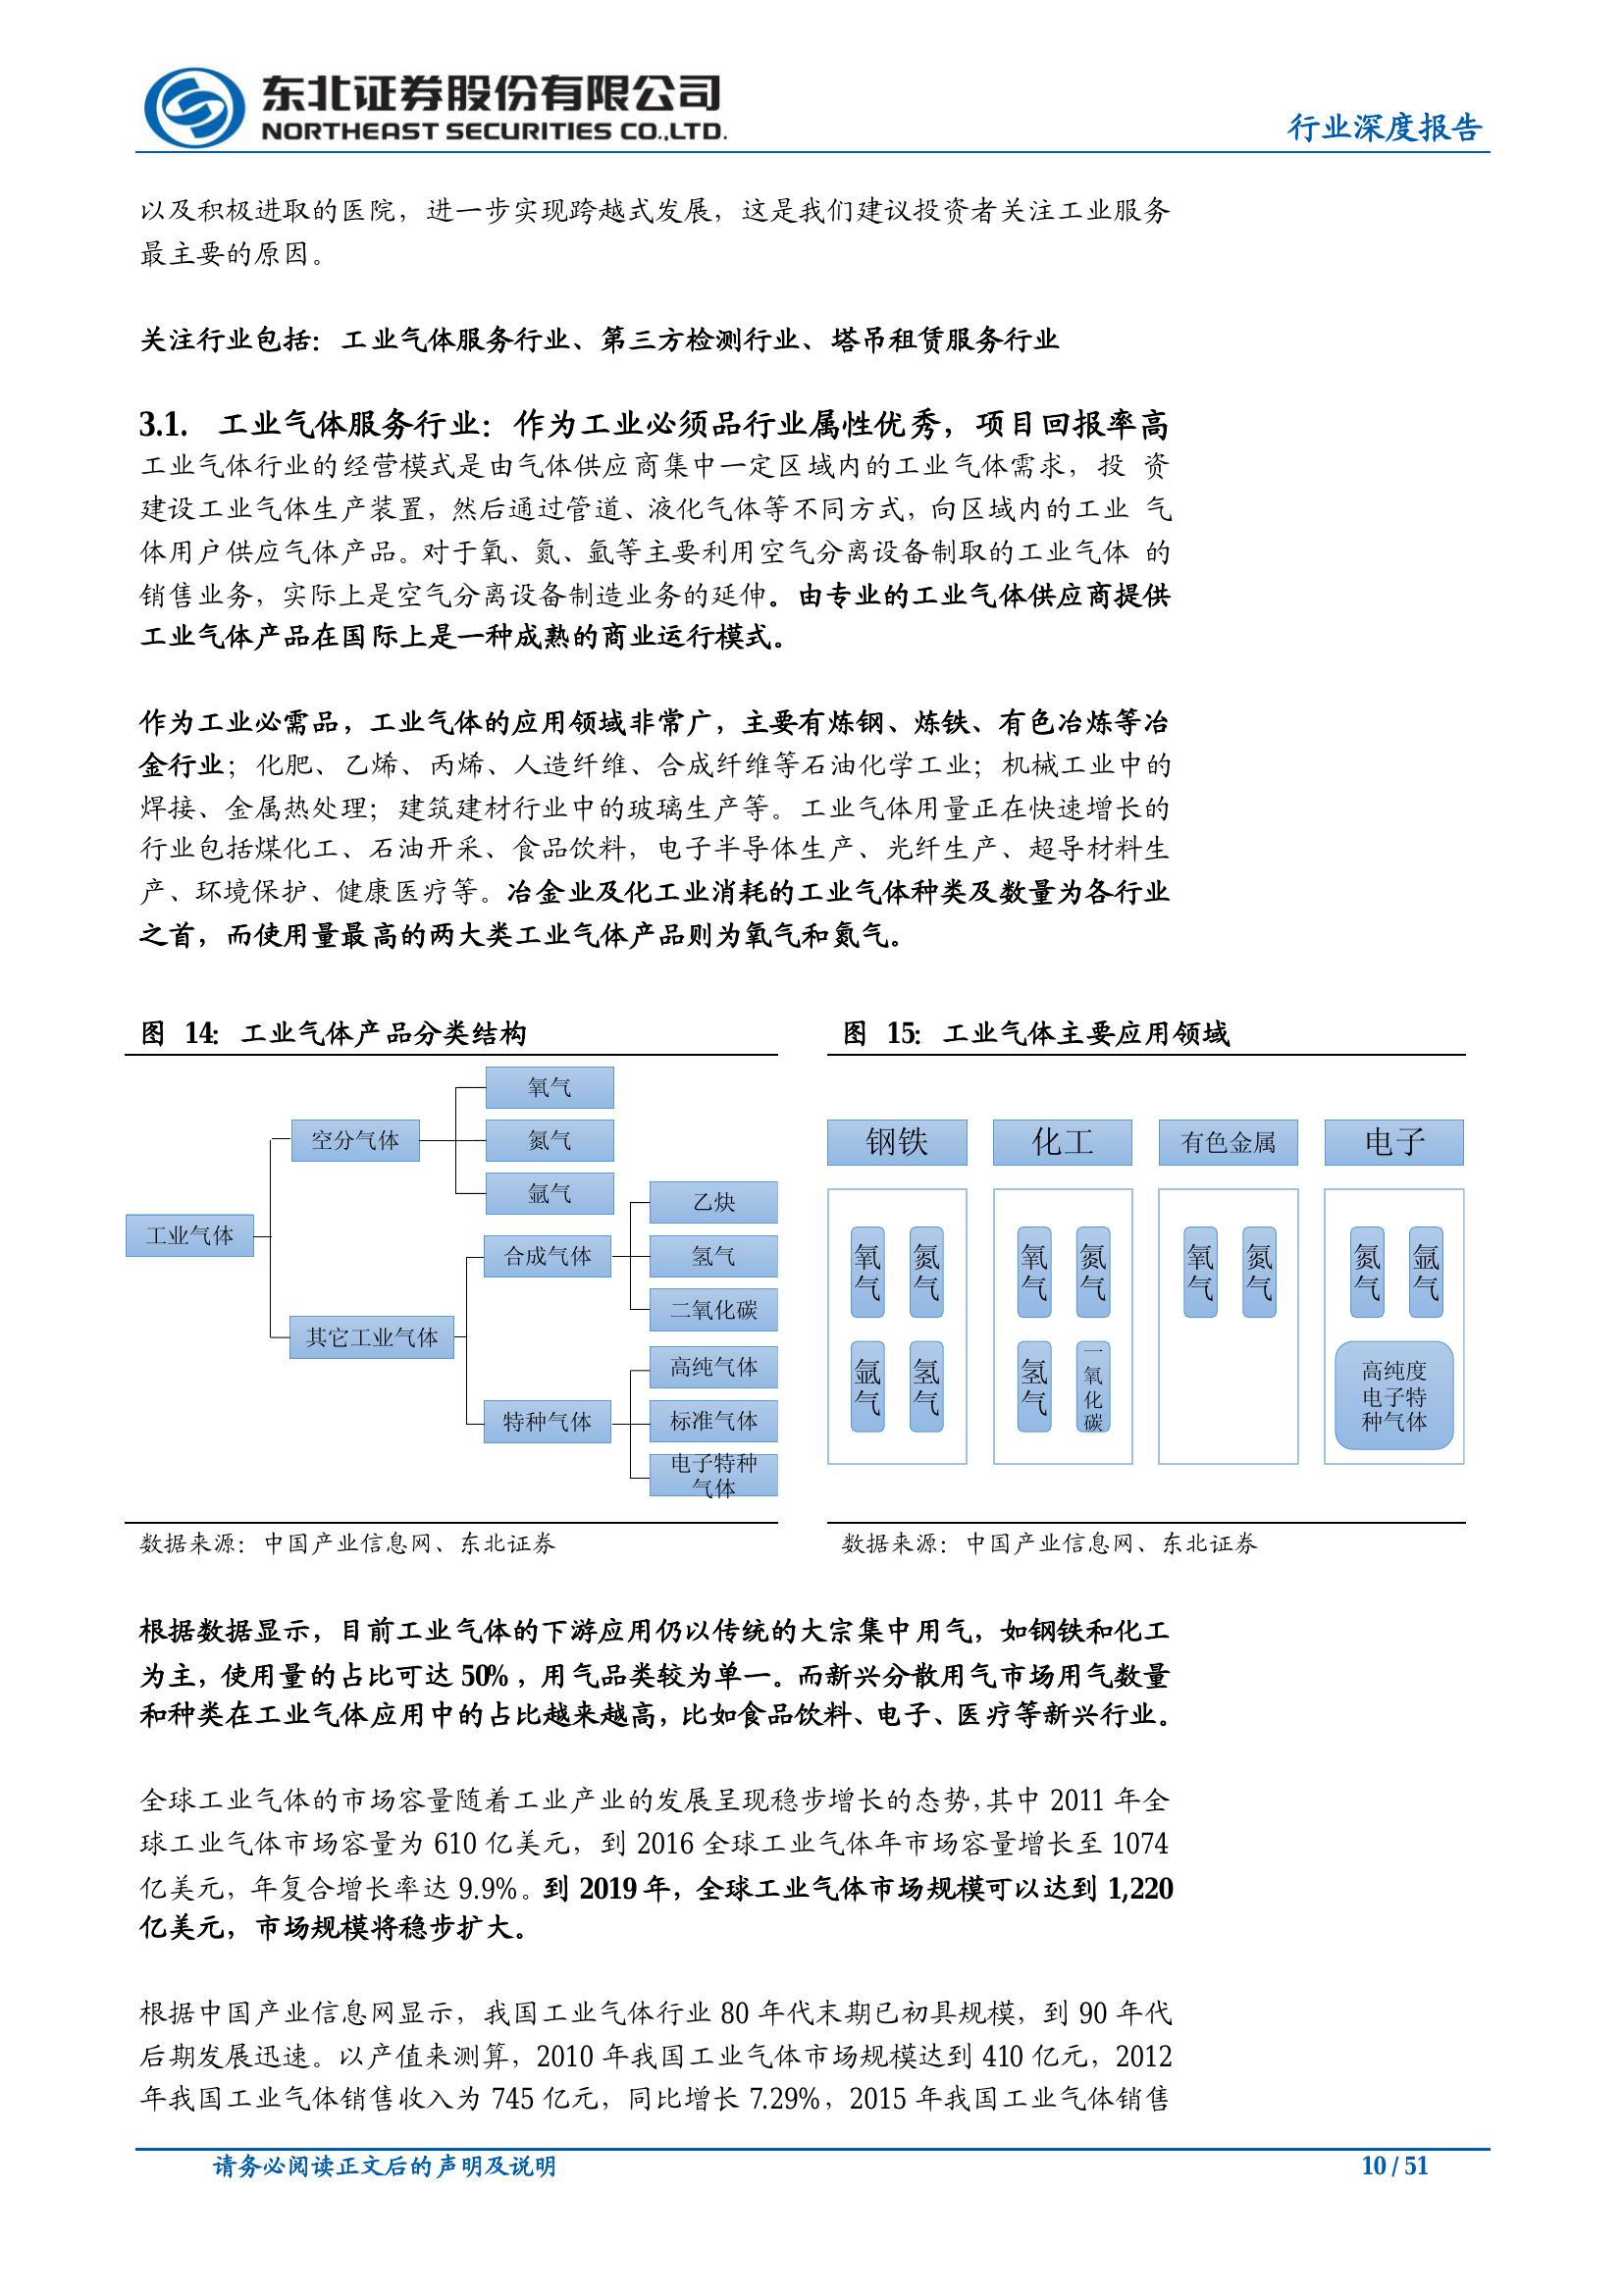 东北证券股份有限公司
NORTHEAST SECURITIES CO.,LTD.
行业深度报告
以及积极进取的医院，进一步实现跨越式发展，这是我们建议投资者关注工业服务
最主要的原因。
关注行业包括：工业气体服务行业、第三方检测行业、塔吊租赁服务行业
3.1. 工业气体服务行业：作为工业必须品行业属性优秀，项目回报率高
工业气体行业的经营模式是由气体供应商集中一定区域内的工业气体需求，投 资
建设工业气体生产装置，然后通过管道、液化气体等不同方式，向区域内的工业 气
体用户供应气体产品。对于氧、氮、氩等主要利用空气分离设备制取的工业气体 的
销售业务，实际上是空气分离设备制造业务的延伸。由专业的工业气体供应商提供
工业气体产品在国际上是一种成熟的商业运行模式。
作为工业必需品，工业气体的应用领域非常广，主要有炼钢、炼铁、有色冶炼等冶
金行业；化肥、乙烯、丙烯、人造纤维、合成纤维等石油化学工业；机械工业中的
焊接、金属热处理；建筑建材行业中的玻璃生产等。工业气体用量正在快速增长的
行业包括煤化工、石油开采、食品饮料，电子半导体生产、光纤生产、超导材料生
产、环境保护、健康医疗等。冶金业及化工业消耗的工业气体种类及数量为各行业
之首，而使用量最高的两大类工业气体产品则为氧气和氮气。
图 14：工业气体产品分类结构
工业气体
空分气体
氧气
氮气
氩气
其它工业气体
合成气体
乙炔
氢气
二氧化碳
特种气体
高纯气体
标准气体
电子特种
气体
数据来源：中国产业信息网、东北证券
图 15：工业气体主要应用领域
钢铁
氧气
氮气
氩气
氢气
化工
氧气
氮气
氢气
一氧化碳
有色金属
氧气
氮气
电子
氮气
氩气
高纯度
电子特
种气体
数据来源：中国产业信息网、东北证券
根据数据显示，目前工业气体的下游应用仍以传统的大宗集中用气，如钢铁和化工
为主，使用量的占比可达 50%，用气品类较为单一。而新兴分散用气市场用气数量
和种类在工业气体应用中的占比越来越高，比如食品饮料、电子、医疗等新兴行业。
全球工业气体的市场容量随着工业产业的发展呈现稳步增长的态势，其中 2011 年全
球工业气体市场容量为 610 亿美元，到 2016 全球工业气体年市场容量增长至 1074
亿美元，年复合增长率达 9.9%。到 2019 年，全球工业气体市场规模可以达到 1,220
亿美元，市场规模将稳步扩大。
根据中国产业信息网显示，我国工业气体行业 80 年代末期已初具规模，到 90 年代
后期发展迅速。以产值来测算，2010 年我国工业气体市场规模达到 410 亿元，2012
年我国工业气体销售收入为 745 亿元，同比增长 7.29%，2015 年我国工业气体销售
请务必阅读正文后的声明及说明
10 / 51